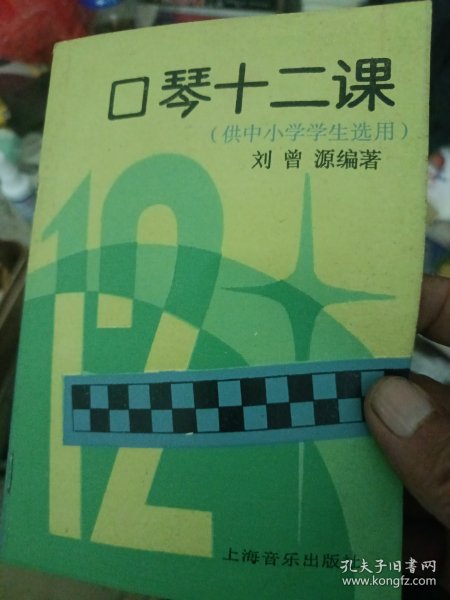 口琴十二课
（供中小学学生选用）
刘曾源编著
12
上海音乐出版社
孔夫子旧书网
www.kongfz.com